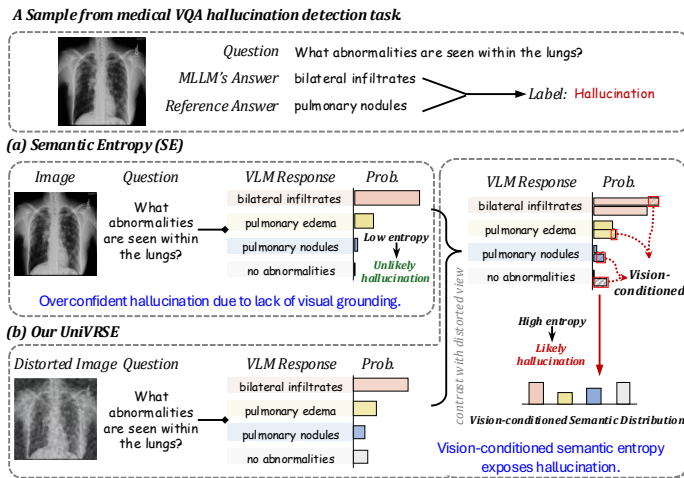 A Sample from medical VQA hallucination detection task.
Question What abnormalities are seen within the lungs?
MLLM's Answer bilateral infiltrates
Reference Answer pulmonary nodules
Label: Hallucination
(a) Semantic Entropy (SE)
Image Question VLM Response Prob.
What
abnormalities
are seen within
the lungs?
bilateral infiltrates
pulmonary edema
pulmonary nodules
no abnormalities
Low entropy
Unlikely
hallucination
Overconfident hallucination due to lack of visual grounding.
(b) Our UniVRSE
Distorted Image Question VLM Response Prob.
What
abnormalities
are seen within
the lungs?
bilateral infiltrates
pulmonary edema
pulmonary nodules
no abnormalities
contrast with distorted view
VLM Response Prob.
bilateral infiltrates
pulmonary edema
pulmonary nodules
no abnormalities
Vision-
conditioned
High entropy
Likely
hallucination
Vision-conditioned Semantic Distribution
Vision-conditioned semantic entropy
exposes hallucination.